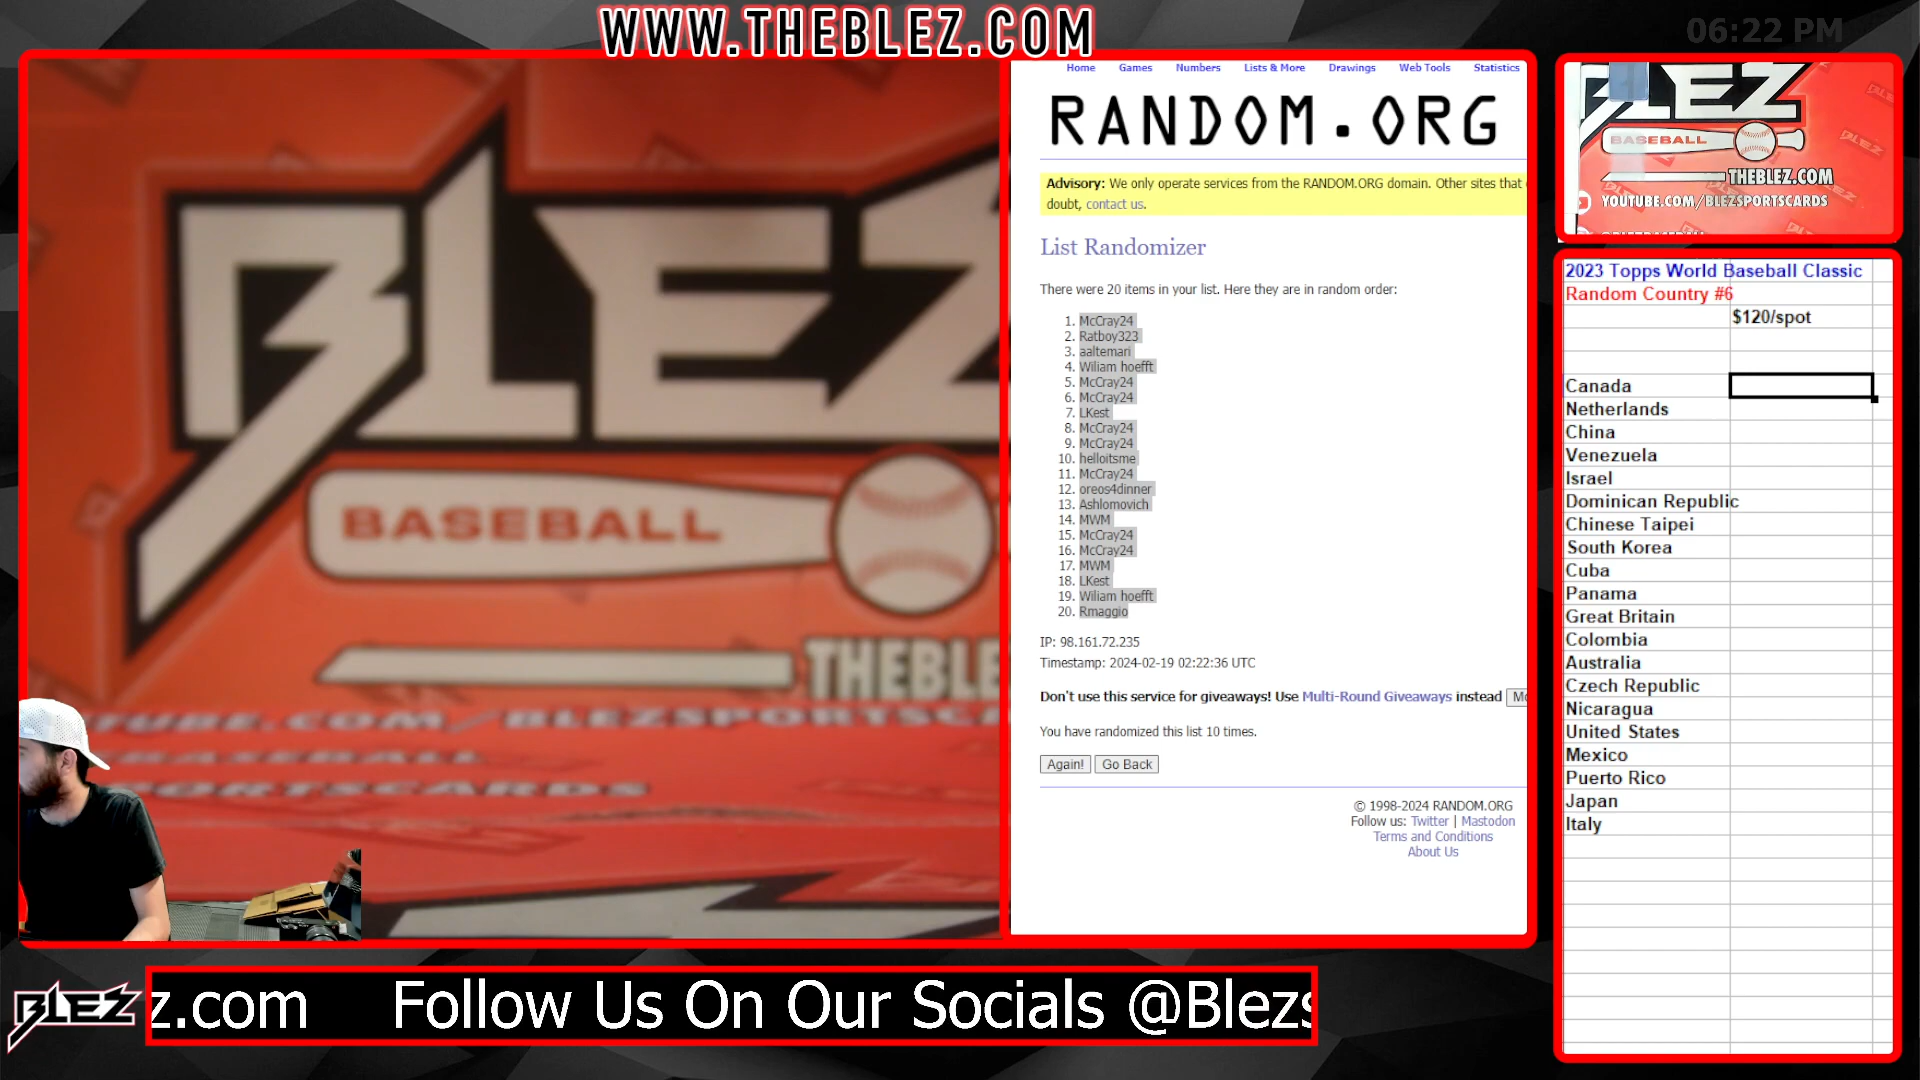 WWW.THEBLEZ.COM
06:22 PM
BLEZ
BASEBALL
THEBLE
TUBE.COM/BLEZSPORTSC
BASEBALL
PORTSCARDS
Home Games Numbers Lists & More Drawings Web Tools Statistics
RANDOM.ORG
Advisory: We only operate services from the RANDOM.ORG domain. Other sites that
doubt, contact us.
List Randomizer
There were 20 items in your list. Here they are in random order:
1. McCray24
2. Ratboy323
3. aaltemari
4. Wiliam hoefft
5. McCray24
6. McCray24
7. LKest
8. McCray24
9. McCray24
10. helloitsme
11. McCray24
12. oreos4dinner
13. Ashlomovich
14. MWM
15. McCray24
16. McCray24
17. MWM
18. LKest
19. Wiliam hoefft
20. Rmaggio
IP: 98.161.72.235
Timestamp: 2024-02-19 02:22:36 UTC
Don't use this service for giveaways! Use Multi-Round Giveaways instead Mo
You have randomized this list 10 times.
Again! Go Back
© 1998-2024 RANDOM.ORG
Follow us: Twitter | Mastodon
Terms and Conditions
About Us
BLEZ
BASEBALL
THEBLEZ.COM
YOUTUBE.COM/BLEZSPORTSCARDS
2023 Topps World Baseball Classic
Random Country #6
$120/spot
Canada
Netherlands
China
Venezuela
Israel
Dominican Republic
Chinese Taipei
South Korea
Cuba
Panama
Great Britain
Colombia
Australia
Czech Republic
Nicaragua
United States
Mexico
Puerto Rico
Japan
Italy
BLEZ
z.com Follow Us On Our Socials @Blezs